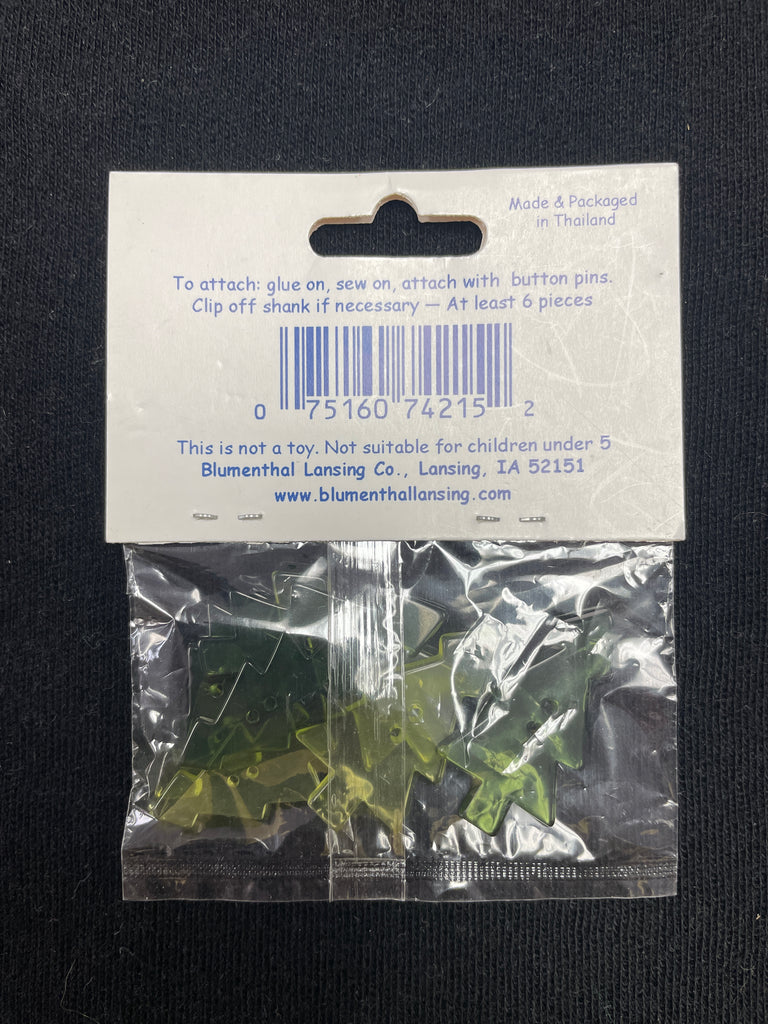 Made & Packaged
in Thailand
To attach: glue on, sew on, attach with button pins.
Clip off shank if necessary — At least 6 pieces
0 75160 74215 2
This is not a toy. Not suitable for children under 5
Blumenthal Lansing Co., Lansing, IA 52151
www.blumenthallansing.com